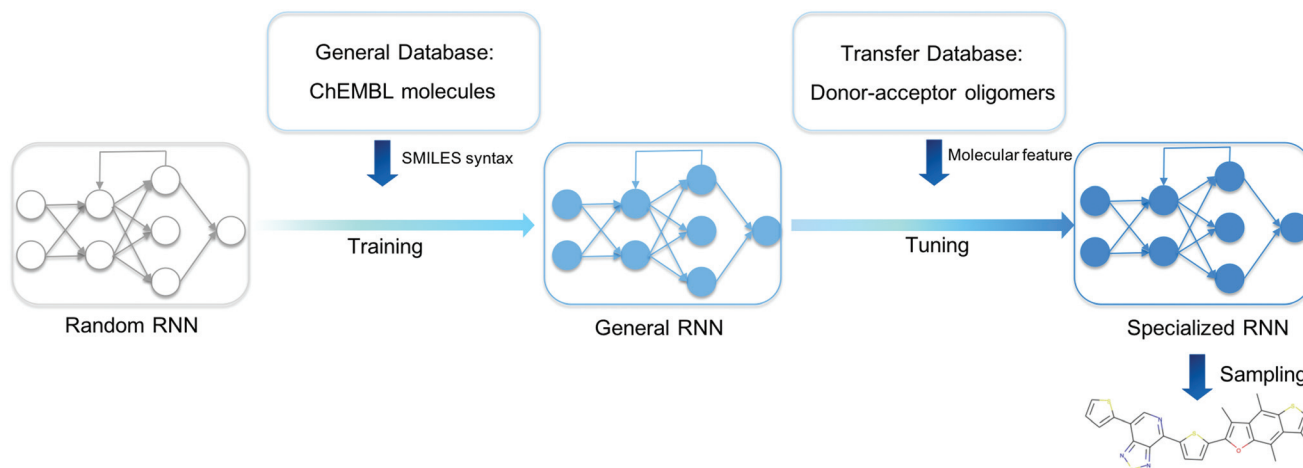 General Database:
ChEMBL molecules
Transfer Database:
Donor-acceptor oligomers
SMILES syntax
Molecular feature
Training
Tuning
Random RNN
General RNN
Specialized RNN
Sampling
S
N
S
N
N
S
O
S